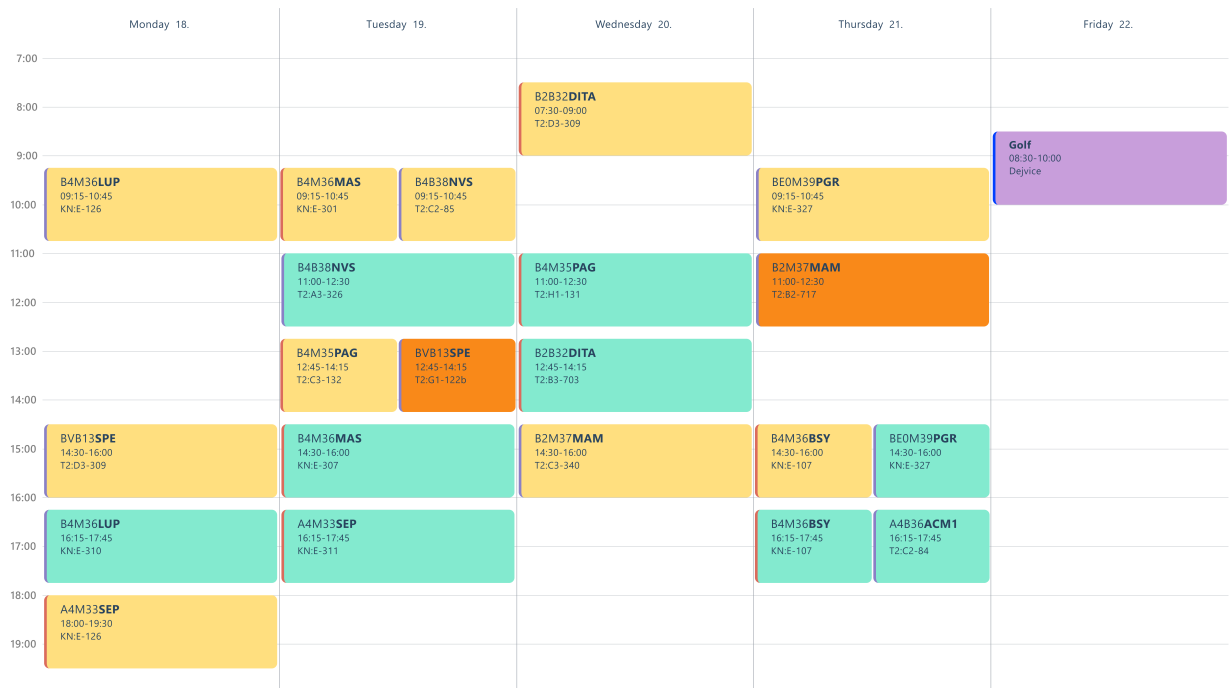 Monday 18.
Tuesday 19.
Wednesday 20.
Thursday 21.
Friday 22.
7:00
8:00
9:00
10:00
11:00
12:00
13:00
14:00
15:00
16:00
17:00
18:00
19:00
B4M36LUP
09:15-10:45
KN:E-126
BVB13SPE
14:30-16:00
T2:D3-309
B4M36LUP
16:15-17:45
KN:E-310
A4M33SEP
18:00-19:30
KN:E-126
B4M36MAS
09:15-10:45
KN:E-301
B4B38NVS
09:15-10:45
T2:C2-85
B4B38NVS
11:00-12:30
T2:A3-326
B4M35PAG
12:45-14:15
T2:C3-132
BVB13SPE
12:45-14:15
T2:G1-122b
B4M36MAS
14:30-16:00
KN:E-307
A4M33SEP
16:15-17:45
KN:E-311
B2B32DITA
07:30-09:00
T2:D3-309
B4M35PAG
11:00-12:30
T2:H1-131
B2B32DITA
12:45-14:15
T2:B3-703
B2M37MAM
14:30-16:00
T2:C3-340
BE0M39PGR
09:15-10:45
KN:E-327
B2M37MAM
11:00-12:30
T2:B2-717
B4M36BSY
14:30-16:00
KN:E-107
BE0M39PGR
14:30-16:00
KN:E-327
B4M36BSY
16:15-17:45
KN:E-107
A4B36ACM1
16:15-17:45
T2:C2-84
Golf
08:30-10:00
Dejvice